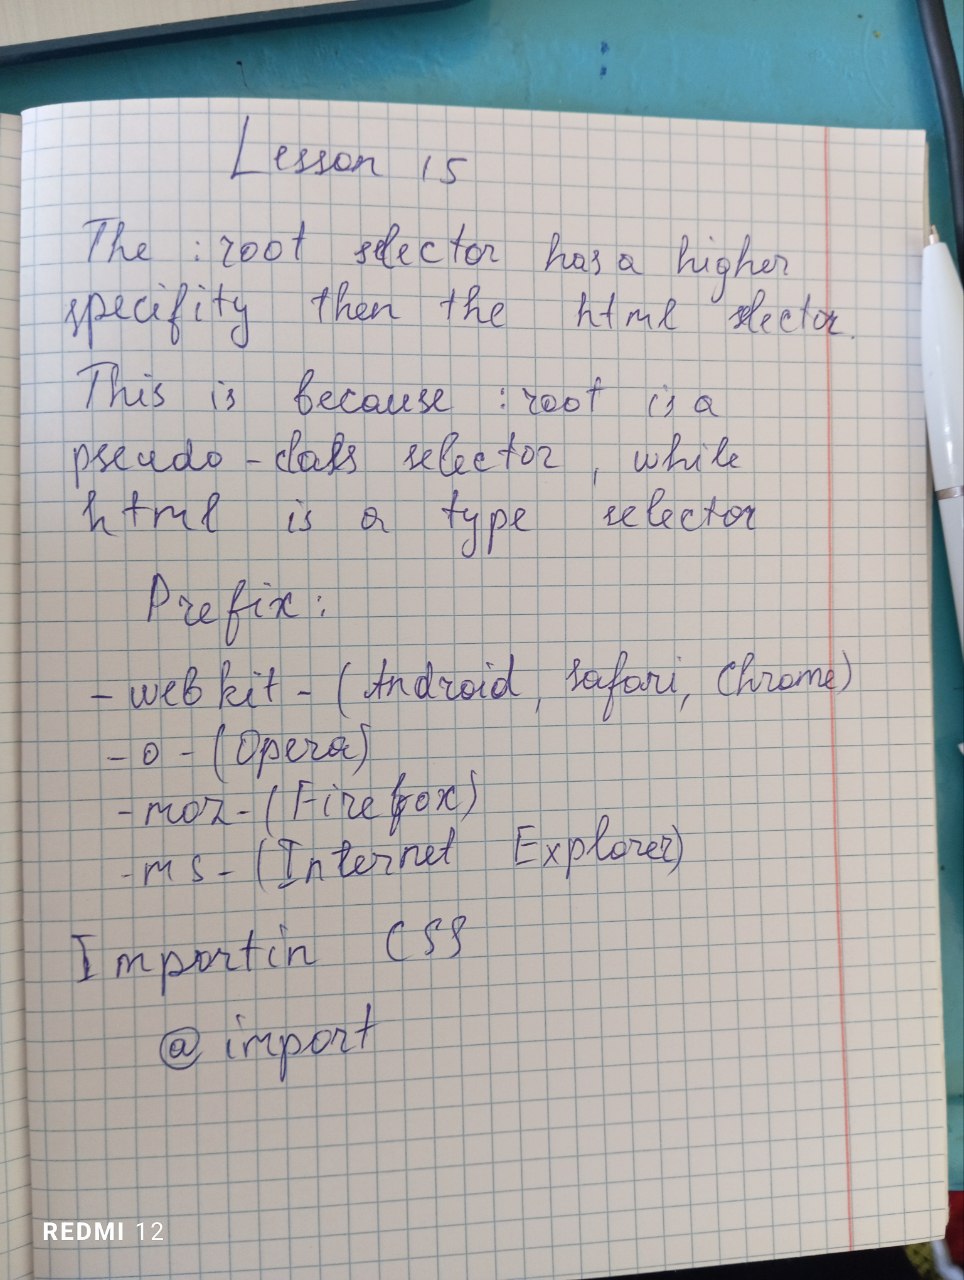 Lesson 15
The :root selector has a higher
specifity then the html selector.
This is because :root is a
pseudo-class selector, while
html is a type selector
Prefix:
-webkit- (Android, Safari, Chrome)
-o- (Opera)
-moz- (Firefox)
-ms- (Internet Explorer)
Importin CSS
@import
REDMI 12